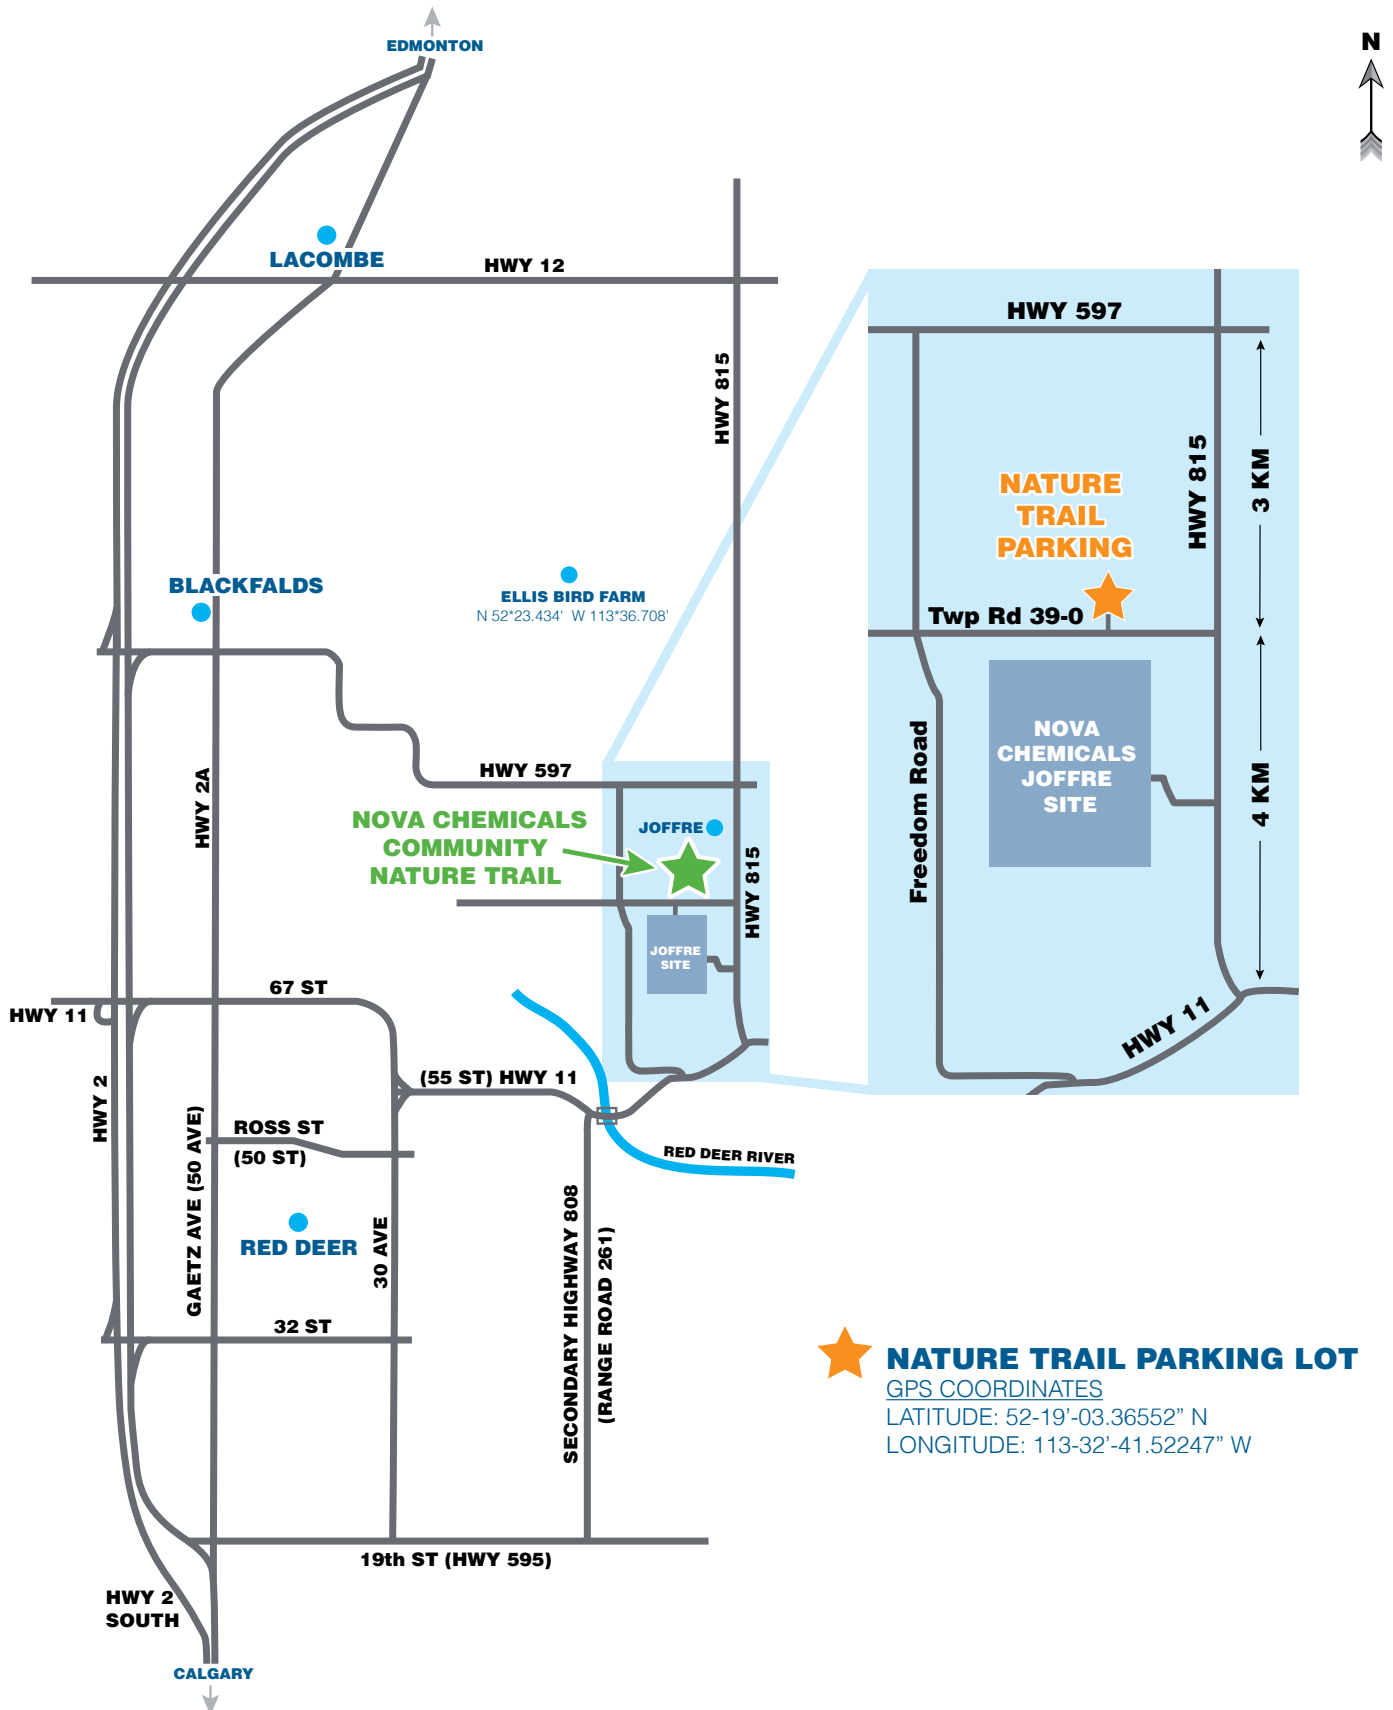 EDMONTON
N
LACOMBE
HWY 12
HWY 815
HWY 597
HWY 815
3 KM
NATURE
TRAIL
PARKING
BLACKFALDS
ELLIS BIRD FARM
N 52*23.434' W 113*36.708'
Twp Rd 39-0
NOVA
CHEMICALS
JOFFRE
SITE
Freedom Road
4 KM
HWY 11
HWY 2A
HWY 597
NOVA CHEMICALS
COMMUNITY
NATURE TRAIL
JOFFRE
HWY 815
JOFFRE
SITE
67 ST
HWY 11
HWY 2
(55 ST) HWY 11
ROSS ST
(50 ST)
RED DEER RIVER
GAETZ AVE (50 AVE)
RED DEER
30 AVE
SECONDARY HIGHWAY 808
(RANGE ROAD 261)
32 ST
NATURE TRAIL PARKING LOT
GPS COORDINATES
LATITUDE: 52-19'-03.36552” N
LONGITUDE: 113-32'-41.52247” W
19th ST (HWY 595)
HWY 2
SOUTH
CALGARY